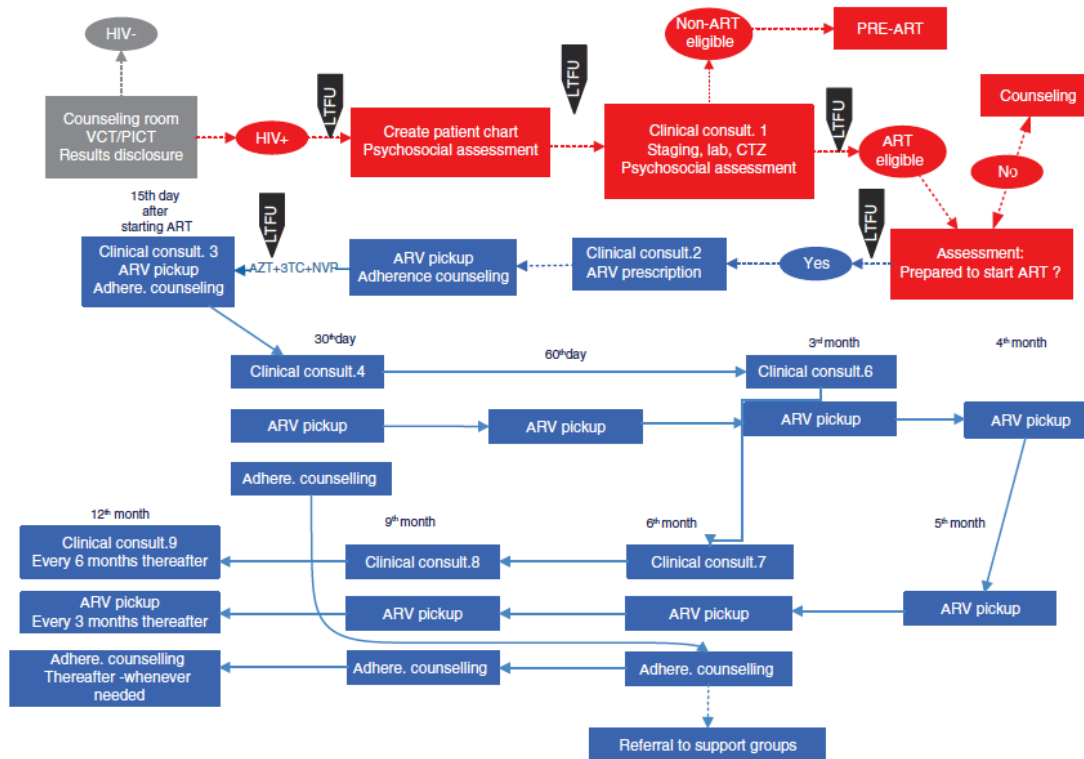 HIV-
Non-ART
eligible
PRE-ART
Counseling room
VCT/PICT
Results disclosure
HIV+
LTFU
Create patient chart
Psychosocial assessment
LTFU
Clinical consult. 1
Staging, lab, CTZ
Psychosocial assessment
LTFU
ART
eligible
Counseling
No
15th day
after
starting ART
Clinical consult. 3
ARV pickup
Adhere. counseling
LTFU
AZT+3TC+NVP
ARV pickup
Adherence counseling
Clinical consult.2
ARV prescription
Yes
LTFU
Assessment:
Prepared to start ART ?
30thday
60thday
3rd month
4th month
Clinical consult.4
Clinical consult.6
ARV pickup
ARV pickup
ARV pickup
ARV pickup
Adhere. counselling
12th month
9th month
6th month
5th month
Clinical consult.9
Every 6 months thereafter
Clinical consult.8
Clinical consult.7
ARV pickup
Every 3 months thereafter
ARV pickup
ARV pickup
ARV pickup
Adhere. counselling
Thereafter -whenever
needed
Adhere. counselling
Adhere. counselling
Referral to support groups